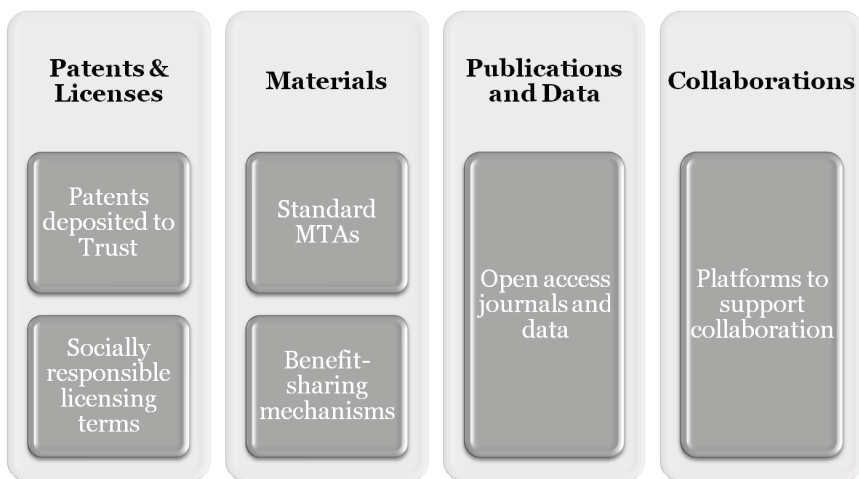 Patents &
Licenses
Patents
deposited to
Trust
Socially
responsible
licensing
terms
Materials
Standard
MTAs
Benefit-
sharing
mechanisms
Publications
and Data
Open access
journals and
data
Collaborations
Platforms to
support
collaboration